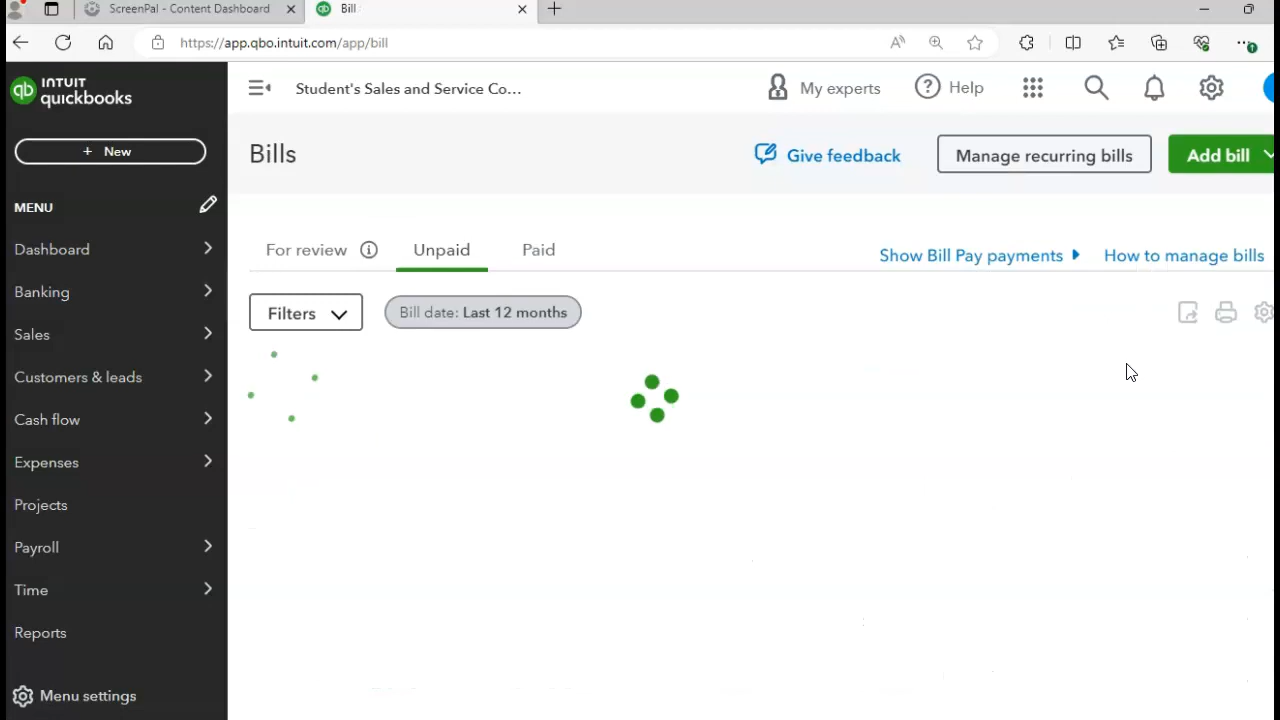 ScreenPal - Content Dashboard
Bill
https://app.qbo.intuit.com/app/bill
INTUIT
quickbooks
qb
Student's Sales and Service Co...
My experts
Help
+ New
Bills
Give feedback
Manage recurring bills
Add bill
MENU
Dashboard
For review
Unpaid
Paid
Show Bill Pay payments
How to manage bills
Banking
Filters
Bill date: Last 12 months
Sales
Customers & leads
Cash flow
Expenses
Projects
Payroll
Time
Reports
Menu settings